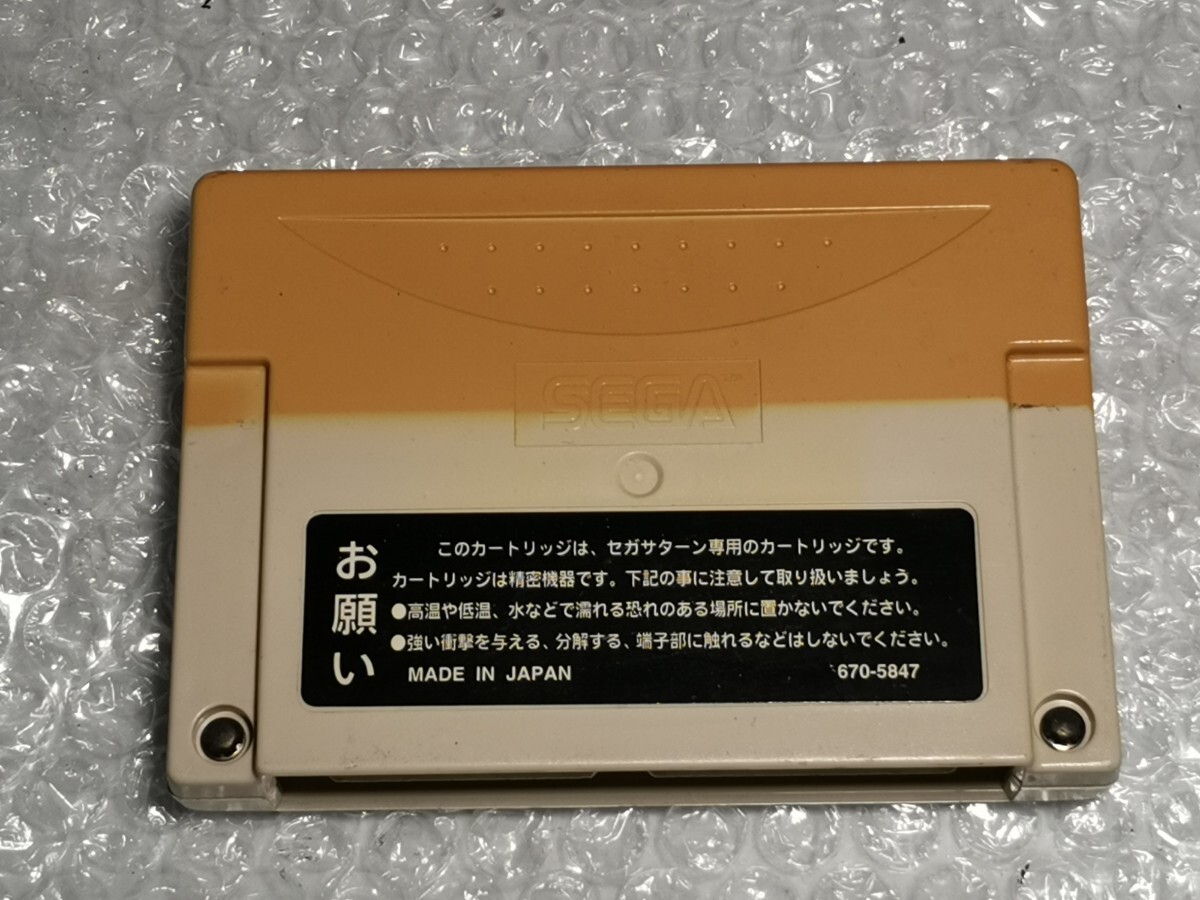 SEGA
お願い
このカートリッジは、セガサターン専用のカートリッジです。
カートリッジは精密機器です。下記の事に注意して取り扱いましょう。
●高温や低温、水などで濡れる恐れのある場所に置かないでください。
●強い衝撃を与える、分解する、端子部に触れるなどはしないでください。
MADE IN JAPAN 670-5847